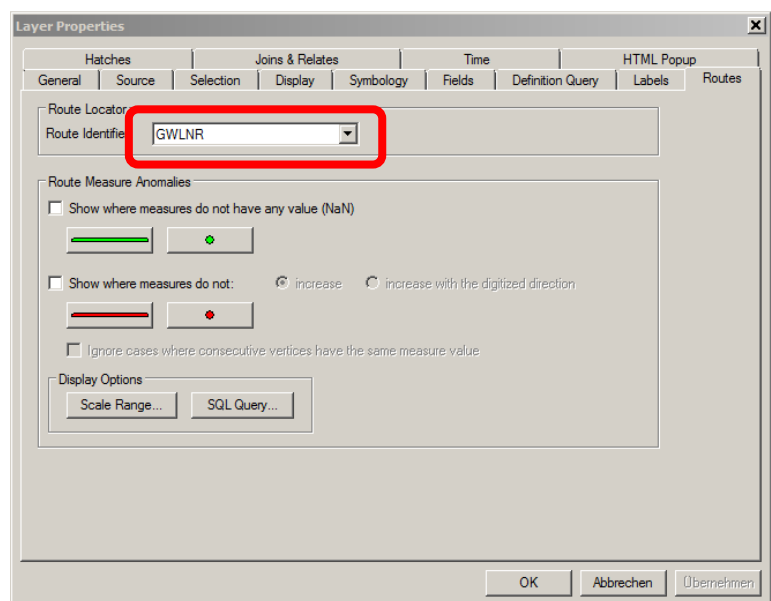 Layer Properties
Hatches Joins & Relates Time HTML Popup
General Source Selection Display Symbology Fields Definition Query Labels Routes
Route Locator
Route Identifie GWLNR
Route Measure Anomalies
Show where measures do not have any value (NaN)
Show where measures do not: increase increase with the digitized direction
Ignore cases where consecutive vertices have the same measure value
Display Options
Scale Range... SQL Query...
OK Abbrechen Übernehmen